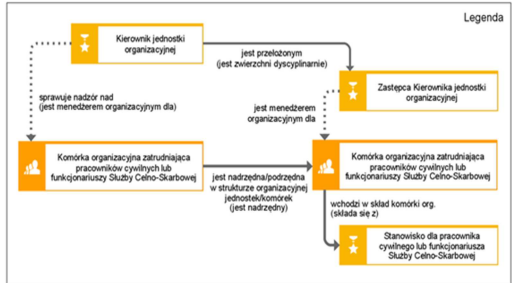 Legenda
Kierownik jednostki
organizacyjnej
jest przełożonym
(jest zwierzchni dyscyplinarnie)
Zastępca Kierownika jednostki
organizacyjnej
sprawuje nadzór nad
(jest menedżerem organizacyjnym dla)
jest menedżerem
organizacyjnym dla
Komórka organizacyjna zatrudniająca
pracowników cywilnych lub
funkcjonariuszy Służby Celno-Skarbowej
jest nadrzędna/podrzędna
w strukturze organizacyjnej
jednostek/komórek
(jest nadrzędny)
Komórka organizacyjna zatrudniająca
pracowników cywilnych lub
funkcjonariuszy Służby Celno-Skarbowej
wchodzi w skład komórki org.
(składa się z)
Stanowisko dla pracownika
cywilnego lub funkcjonariusza
Służby Celno-Skarbowej